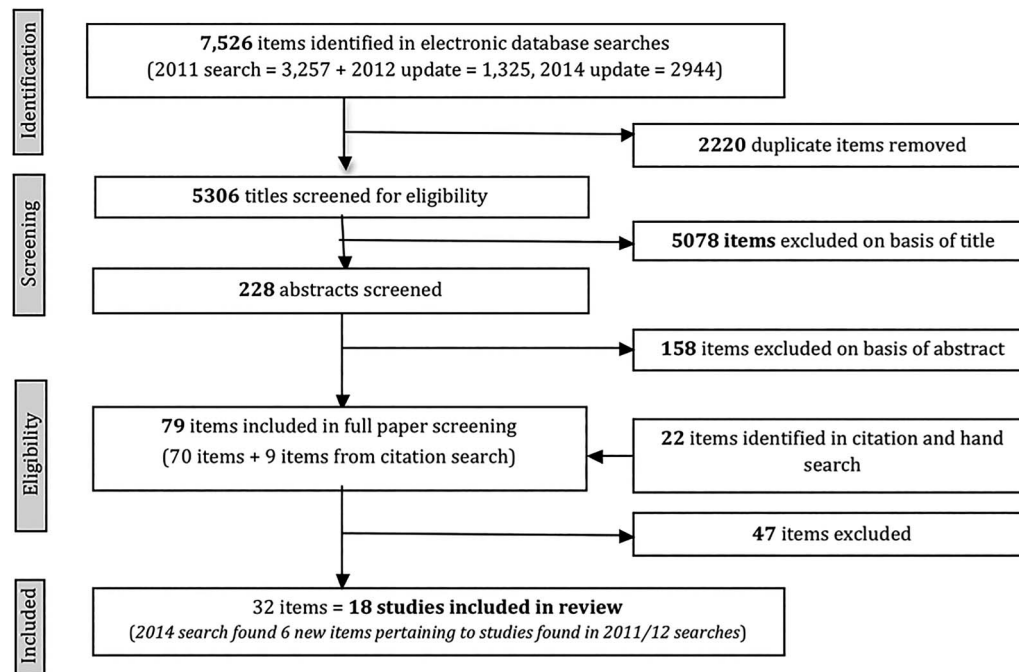 Identification
7,526 items identified in electronic database searches
(2011 search = 3,257 + 2012 update = 1,325, 2014 update = 2944)
2220 duplicate items removed
Screening
5306 titles screened for eligibility
5078 items excluded on basis of title
228 abstracts screened
158 items excluded on basis of abstract
Eligibility
79 items included in full paper screening
(70 items + 9 items from citation search)
22 items identified in citation and hand
search
47 items excluded
Included
32 items = 18 studies included in review
(2014 search found 6 new items pertaining to studies found in 2011/12 searches)